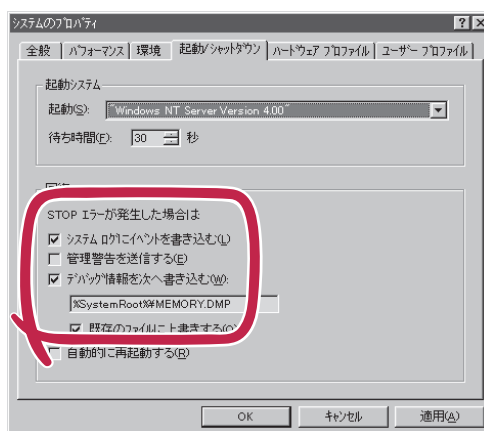 システムのプロパティ
全般 パフォーマンス 環境 起動/シャットダウン ハードウェア プロファイル ユーザー プロファイル
起動システム
起動(S): "Windows NT Server Version 4.00"
待ち時間(F): 30 秒
STOP エラーが発生した場合は
システム ログにイベントを書き込む(L)
管理警告を送信する(E)
デバッグ情報を次へ書き込む(W):
%SystemRoot%¥MEMORY.DMP
既存のファイルに上書きする(O)
自動的に再起動する(R)
OK キャンセル 適用(A)